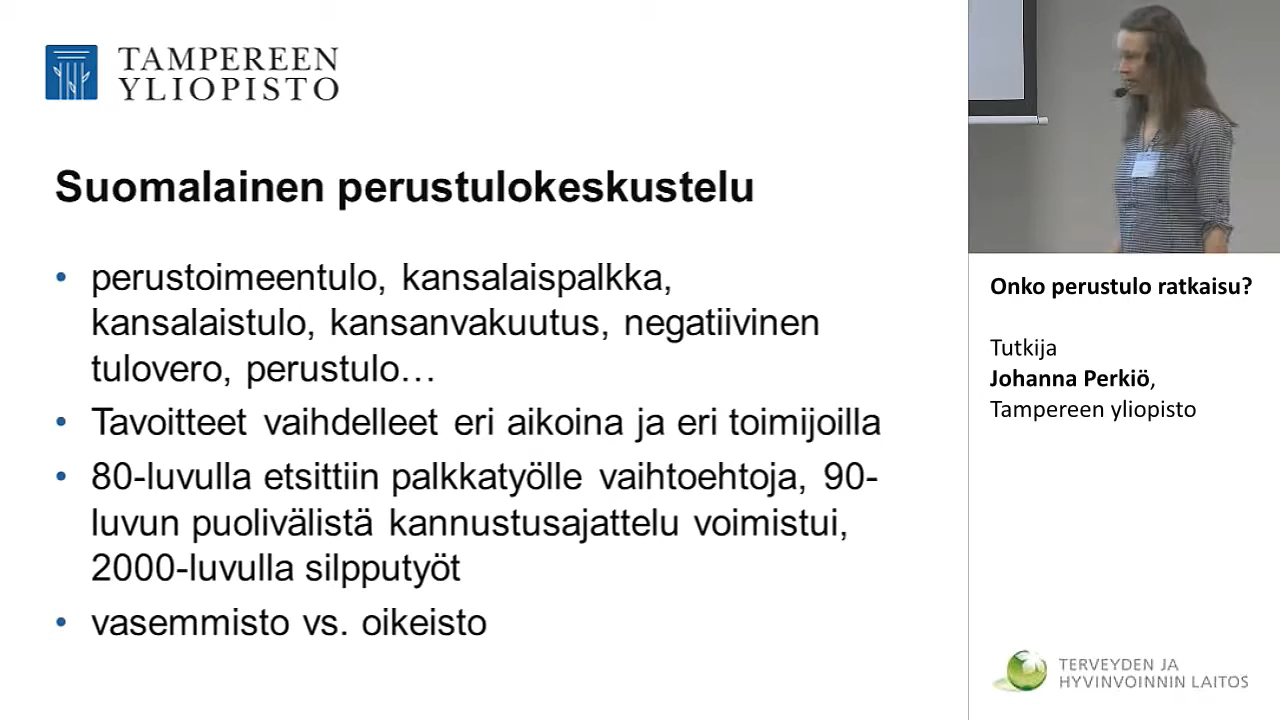 TAMPEREEN
YLIOPISTO
Suomalainen perustulokeskustelu
• perustoimeentulo, kansalaispalkka,
kansalaistulo, kansanvakuutus, negatiivinen
tulovero, perustulo…
• Tavoitteet vaihdelleet eri aikoina ja eri toimijoilla
• 80-luvulla etsittiin palkkatyölle vaihtoehtoja, 90-
luvun puolivälistä kannustusajattelu voimistui,
2000-luvulla silpputyöt
• vasemmisto vs. oikeisto
Onko perustulo ratkaisu?
Tutkija
Johanna Perkiö,
Tampereen yliopisto
TERVEYDEN JA
HYVINVOINNIN LAITOS